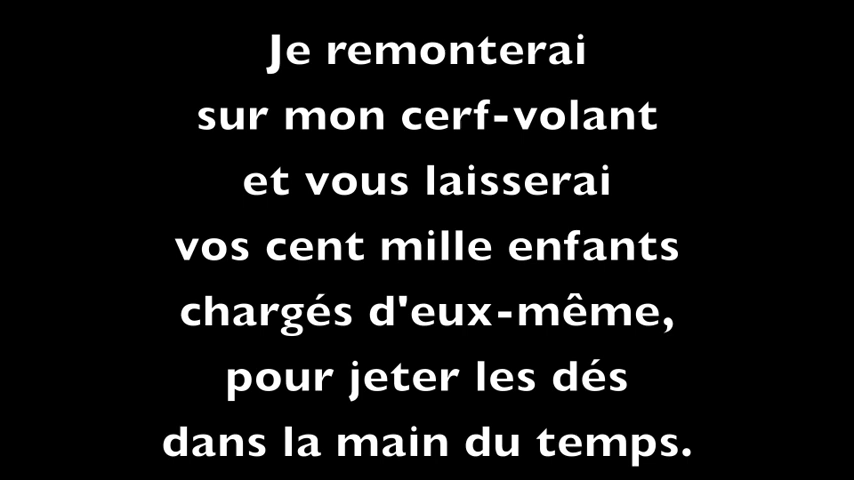 Je remonterai
sur mon cerf-volant
et vous laisserai
vos cent mille enfants
chargés d'eux-même,
pour jeter les dés
dans la main du temps.